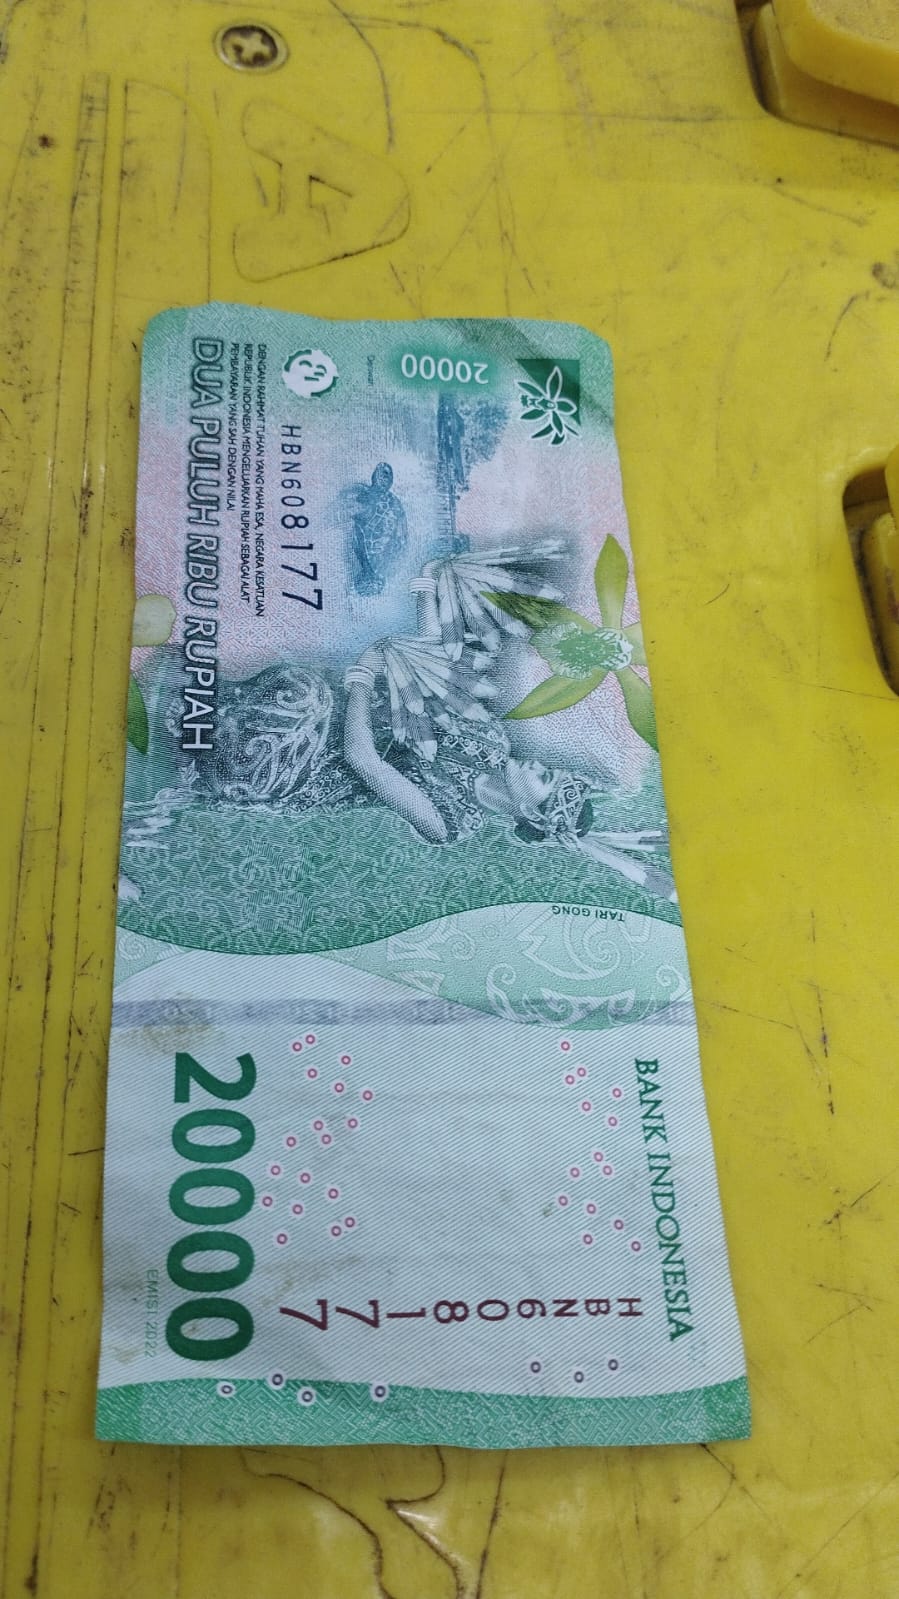 BANK INDONESIA
20000
Derawan
HBN608177
DENGAN RAHMAT TUHAN YANG MAHA ESA, NEGARA KESATUAN
REPUBLIK INDONESIA MENGELUARKAN RUPIAH SEBAGAI ALAT
PEMBAYARAN YANG SAH DENGAN NILAI
DUA PULUH RIBU RUPIAH
TARI GONG
HBN608177
20000
EMISI 2022